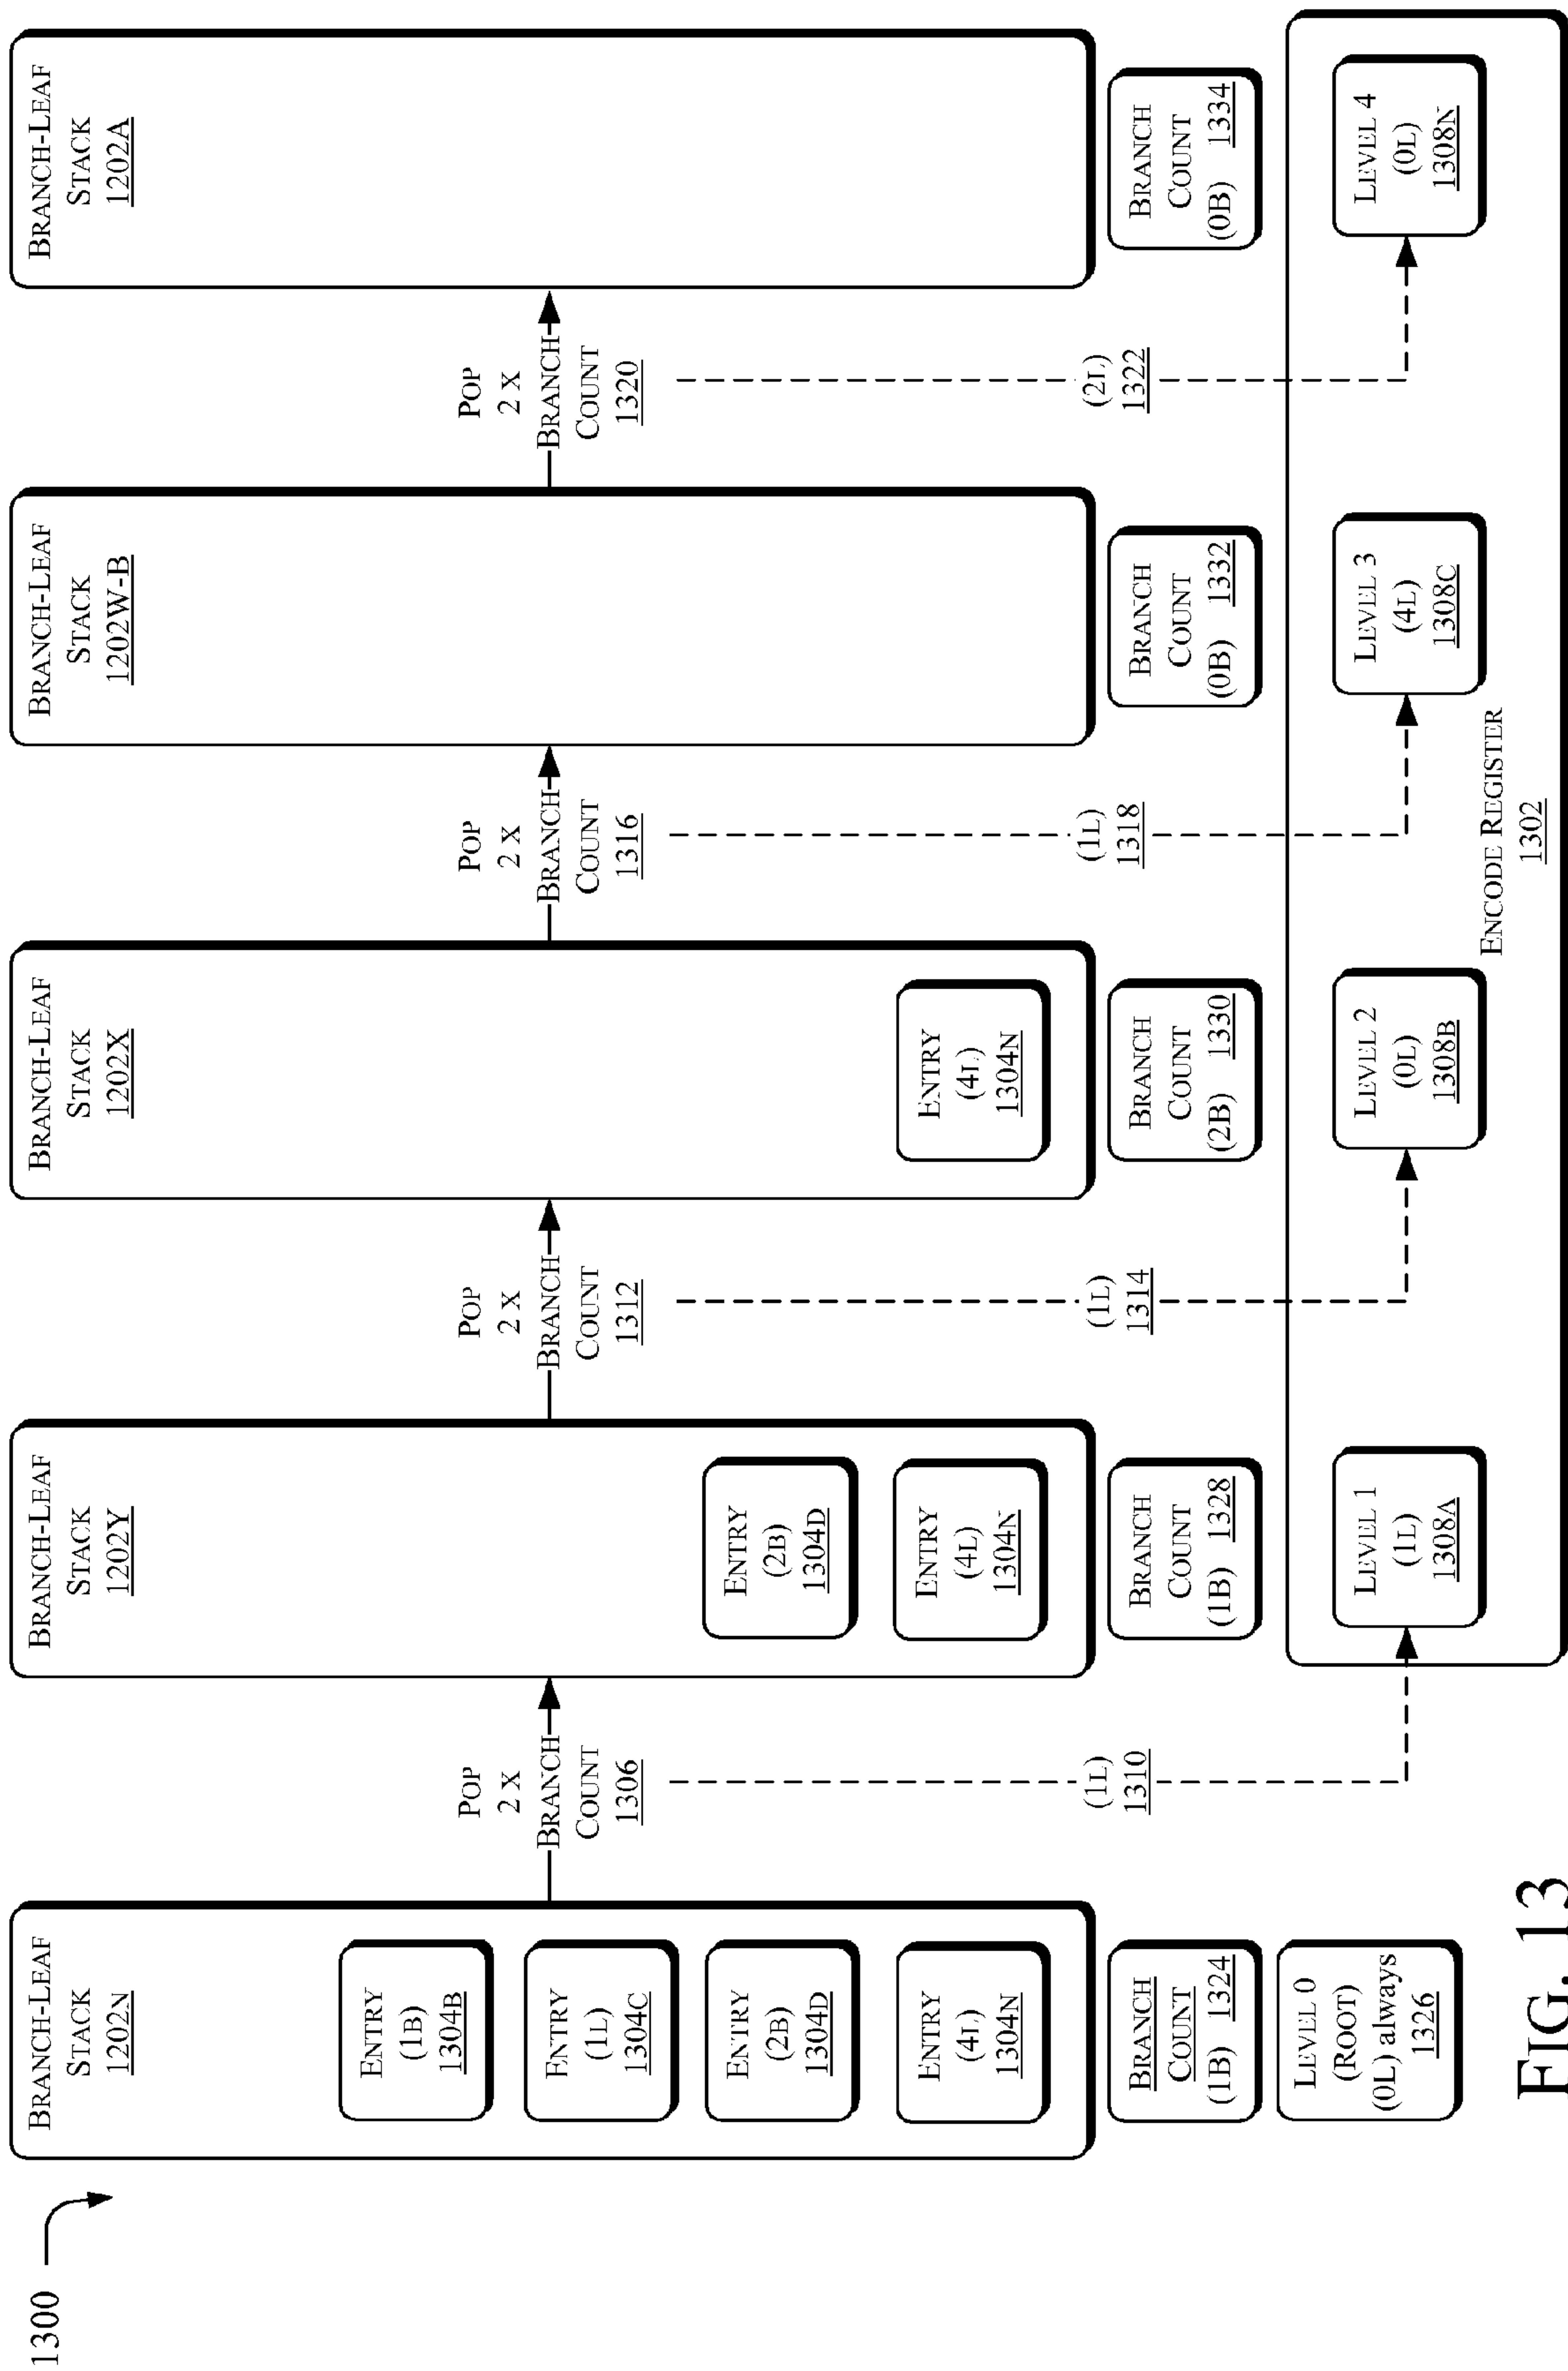 1300
BRANCH-LEAF
STACK
1202N
ENTRY
(1B)
1304B
ENTRY
(1L)
1304C
ENTRY
(2B)
1304D
ENTRY
(4L)
1304N
BRANCH
COUNT
(1B) 1324
LEVEL 0
(ROOT)
(0L) always
1326
POP
2 X
BRANCH
COUNT
1306
(1L)
1310
BRANCH-LEAF
STACK
1202Y
ENTRY
(2B)
1304D
ENTRY
(4L)
1304N
BRANCH
COUNT
(1B) 1328
LEVEL 1
(1L)
1308A
POP
2 X
BRANCH
COUNT
1312
(1L)
1314
BRANCH-LEAF
STACK
1202X
ENTRY
(4L)
1304N
BRANCH
COUNT
(2B) 1330
LEVEL 2
(0L)
1308B
POP
2 X
BRANCH
COUNT
1316
(1L)
1318
BRANCH-LEAF
STACK
1202W-B
BRANCH
COUNT
(0B) 1332
LEVEL 3
(4L)
1308C
POP
2 X
BRANCH
COUNT
1320
(2L)
1322
BRANCH-LEAF
STACK
1202A
BRANCH
COUNT
(0B) 1334
LEVEL 4
(0L)
1308N
ENCODE REGISTER
1302
FIG. 13